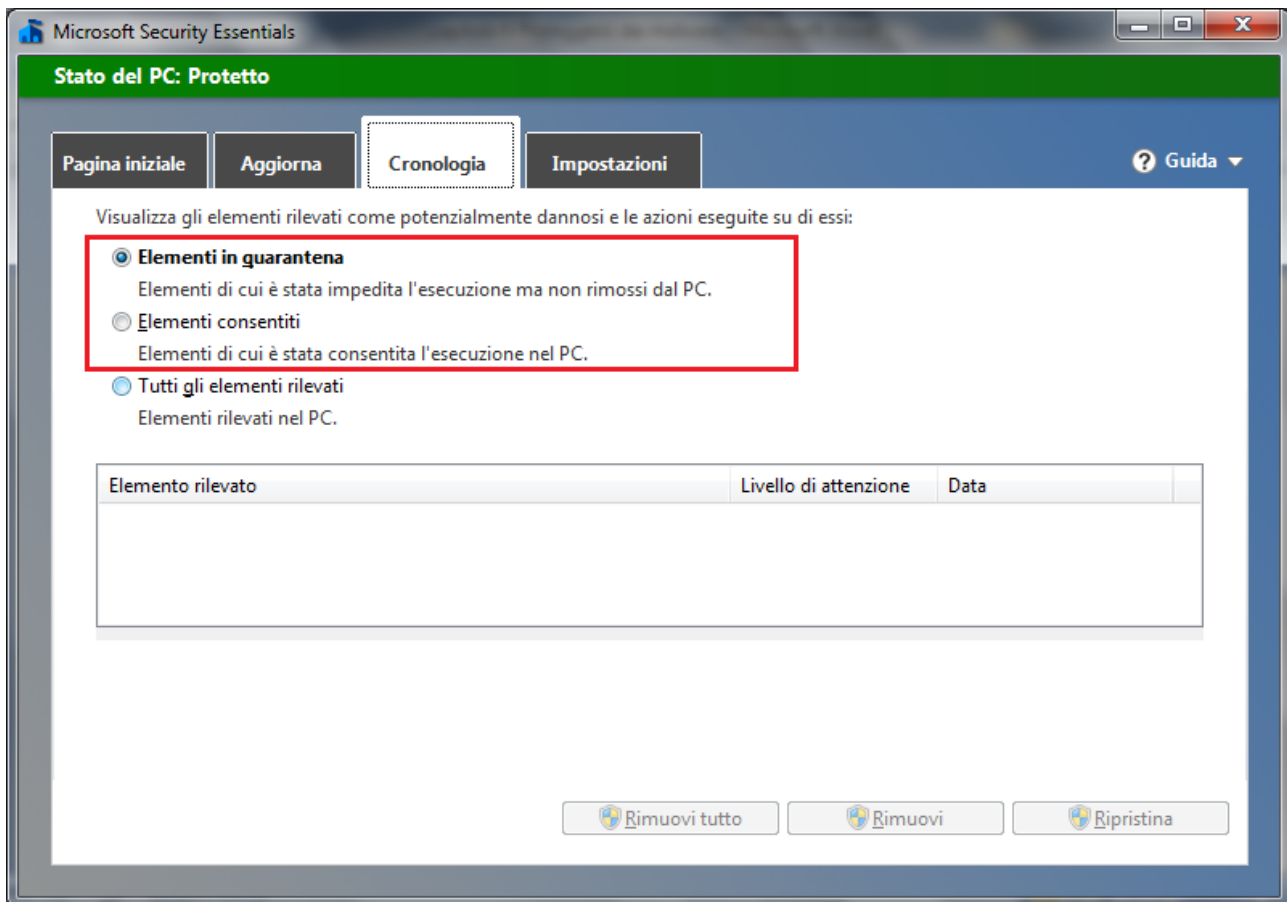 Microsoft Security Essentials
Stato del PC: Protetto
Pagina iniziale
Aggiorna
Cronologia
Impostazioni
Guida
Visualizza gli elementi rilevati come potenzialmente dannosi e le azioni eseguite su di essi:
Elementi in quarantena
Elementi di cui è stata impedita l'esecuzione ma non rimossi dal PC.
Elementi consentiti
Elementi di cui è stata consentita l'esecuzione nel PC.
Tutti gli elementi rilevati
Elementi rilevati nel PC.
Elemento rilevato
Livello di attenzione
Data
Rimuovi tutto
Rimuovi
Ripristina